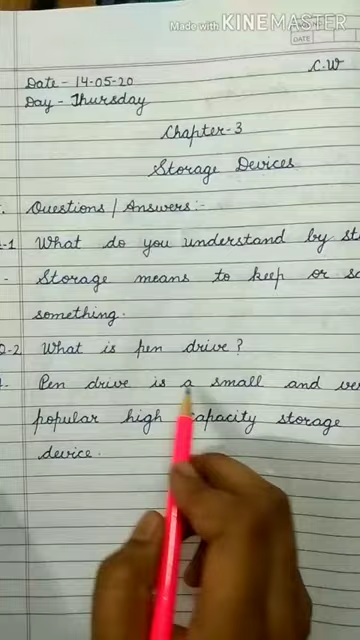 Made with KINEMASTER
DATE
C.W
Date - 14-05-20
Day - Thursday
Chapter-3
Storage Devices
Questions / Answers:-
What do you understand by
Storage means to keep or
something.
Q-2 What is pen drive?
Pen drive is a small and
popular high capacity storage
device.